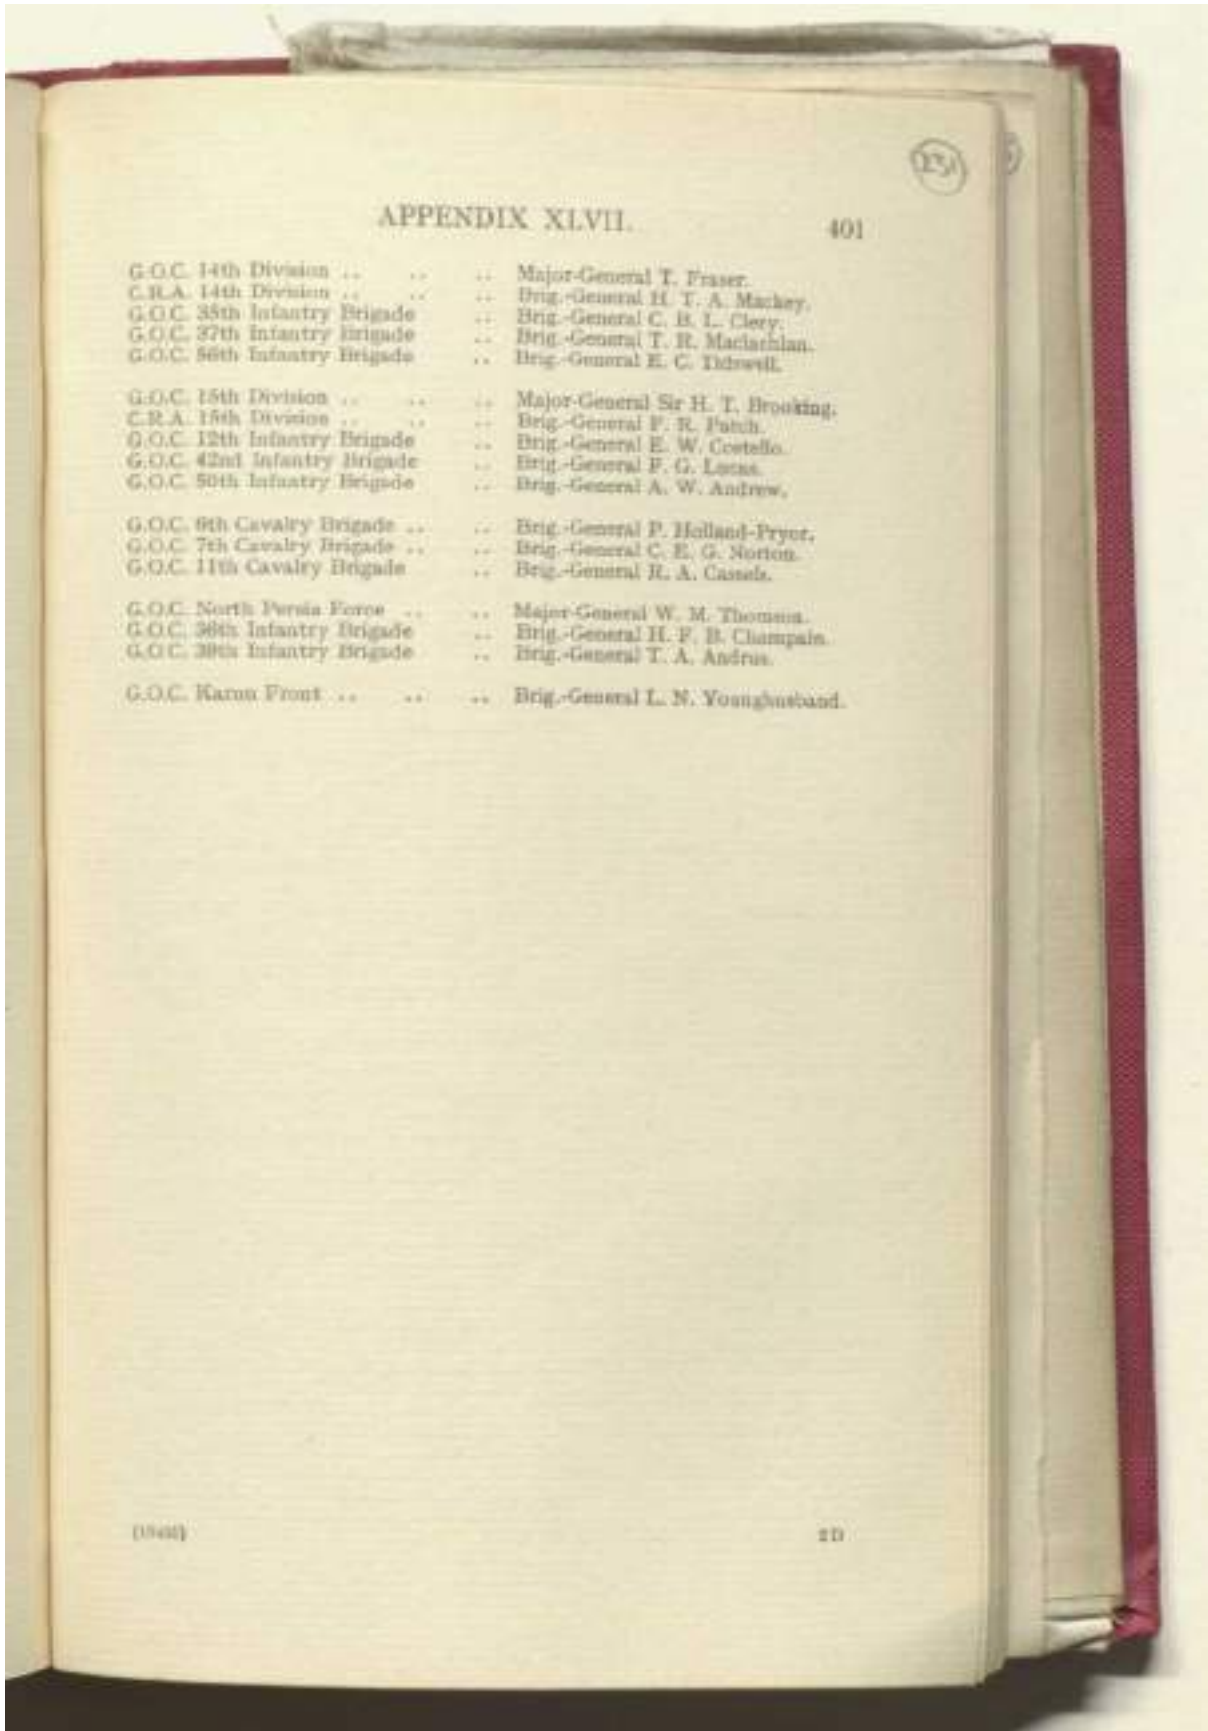 APPENDIX XLVII. 401
G.O.C. 14th Division .. .. .. Major-General T. Fraser.
C.R.A. 14th Division .. .. .. Brig.-General H. T. A. Mackey.
G.O.C. 35th Infantry Brigade .. Brig.-General C. B. L. Clery.
G.O.C. 37th Infantry Brigade .. Brig.-General T. R. Maclachlan.
G.O.C. 56th Infantry Brigade .. Brig.-General E. C. Tidswell.
G.O.C. 15th Division .. .. .. Major-General Sir H. T. Brooking.
C.R.A. 15th Division .. .. .. Brig.-General F. R. Patch.
G.O.C. 12th Infantry Brigade .. Brig.-General E. W. Costello.
G.O.C. 42nd Infantry Brigade .. Brig.-General F. G. Lucas.
G.O.C. 50th Infantry Brigade .. Brig.-General A. W. Andrew.
G.O.C. 6th Cavalry Brigade .. .. Brig.-General P. Holland-Pryor.
G.O.C. 7th Cavalry Brigade .. .. Brig.-General C. E. G. Norton.
G.O.C. 11th Cavalry Brigade .. Brig.-General R. A. Cassels.
G.O.C. North Persia Force .. .. Major-General W. M. Thomson.
G.O.C. 36th Infantry Brigade .. Brig.-General H. F. B. Champain.
G.O.C. 39th Infantry Brigade .. Brig.-General T. A. Andrus.
G.O.C. Karun Front .. .. .. Brig.-General L. N. Younghusband.
2D